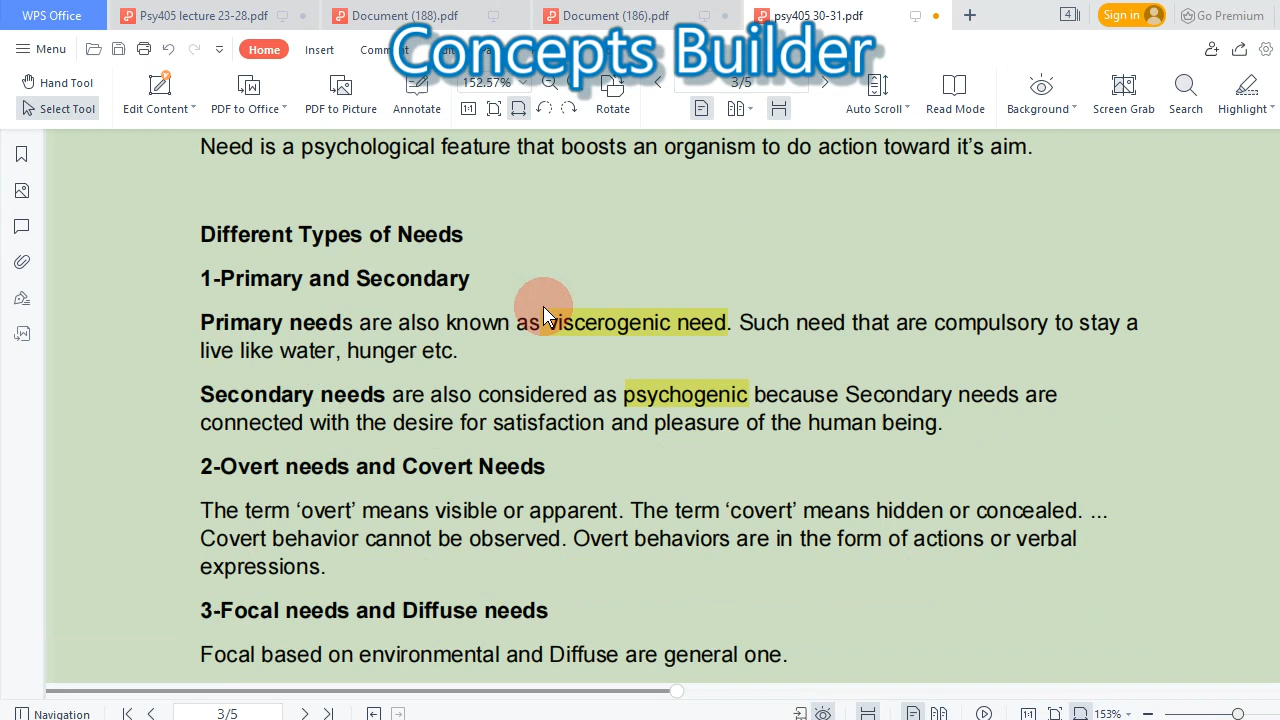 WPS Office
Psy405 lecture 23-28.pdf
Document (188).pdf
Document (186).pdf
psy405 30-31.pdf
4
Sign in
Go Premium
Menu
Home
Insert
Comm
Concepts Builder
Hand Tool
Select Tool
Edit Content
PDF to Office
PDF to Picture
Annotate
152.57%
Rotate
3/5
Auto Scroll
Read Mode
Background
Screen Grab
Search
Highlight
Need is a psychological feature that boosts an organism to do action toward it’s aim.
Different Types of Needs
1-Primary and Secondary
Primary needs are also known as viscerogenic need. Such need that are compulsory to stay a
live like water, hunger etc.
Secondary needs are also considered as psychogenic because Secondary needs are
connected with the desire for satisfaction and pleasure of the human being.
2-Overt needs and Covert Needs
The term ‘overt’ means visible or apparent. The term ‘covert’ means hidden or concealed. ...
Covert behavior cannot be observed. Overt behaviors are in the form of actions or verbal
expressions.
3-Focal needs and Diffuse needs
Focal based on environmental and Diffuse are general one.
Navigation
3/5
153%